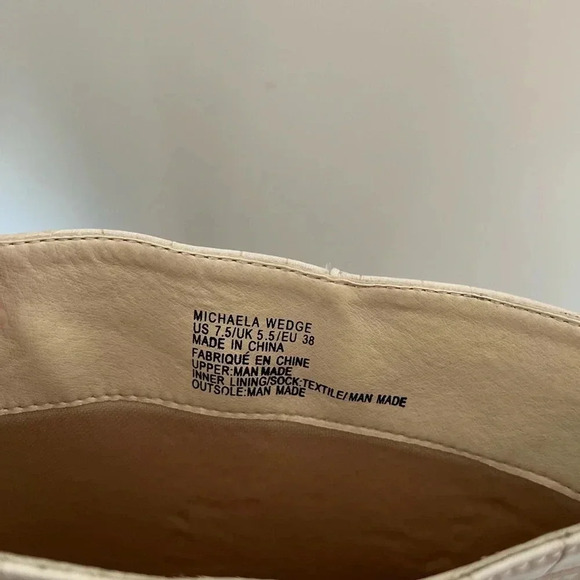 MICHAELA WEDGE
US 7.5/UK 5.5/EU 38
MADE IN CHINA
FABRIQUÉ EN CHINE
UPPER:MAN MADE
INNER LINING/SOCK:TEXTILE/MAN MADE
OUTSOLE:MAN MADE